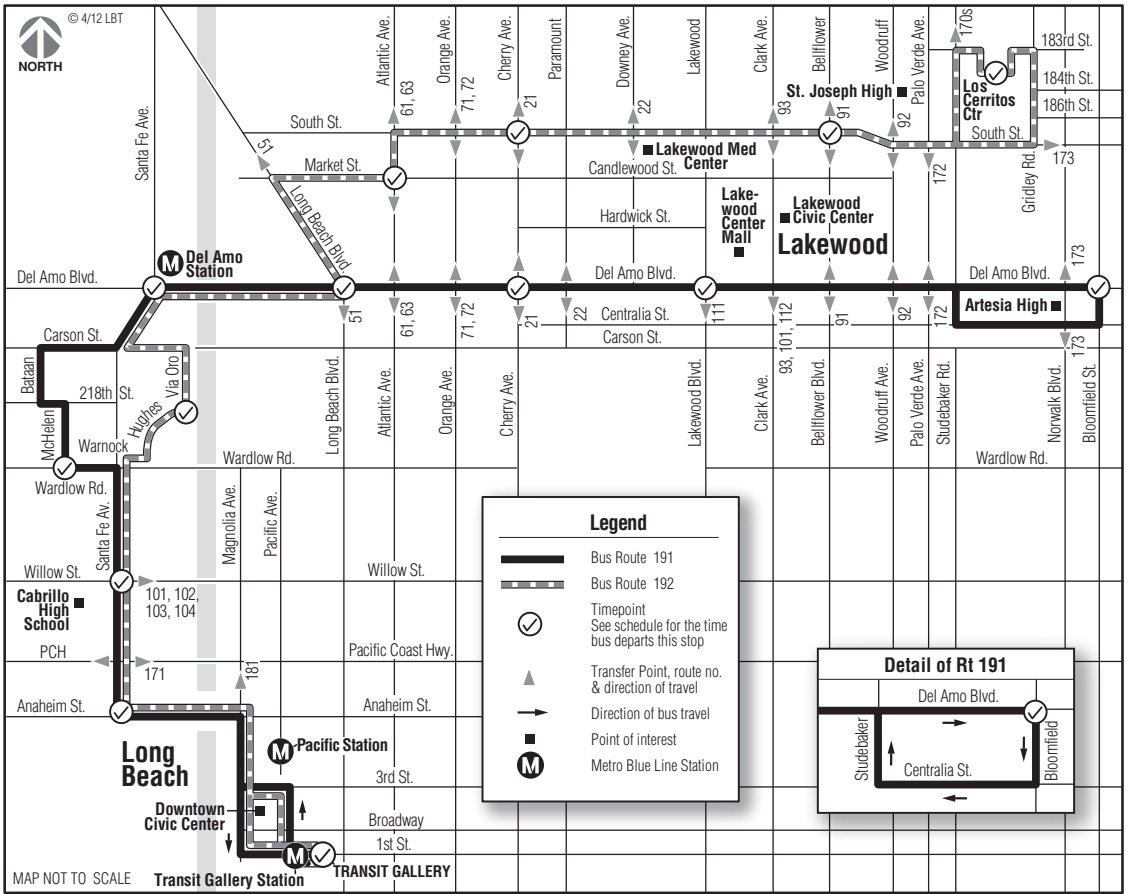 © 4/12 LBT
NORTH
Santa Fe Ave.
Atlantic Ave.
61, 63
Orange Ave.
71, 72
Cherry Ave.
21
Paramount
Downey Ave.
22
Lakewood
Clark Ave.
93
Bellflower
91
Woodruff
92
Palo Verde Ave.
170s
183rd St.
184th St.
186th St.
St. Joseph High
Los
Cerritos
Ctr
South St.
South St.
51
Market St.
Lakewood Med
Center
Candlewood St.
172
173
Gridley Rd.
Long Beach Blvd.
Hardwick St.
Lake-
wood
Center
Mall
Lakewood
Civic Center
Lakewood
M
Del Amo
Station
Del Amo Blvd.
Del Amo Blvd.
Del Amo Blvd.
173
Artesia High
51
61, 63
71, 72
21
22
Centralia St.
111
93, 101, 112
91
92
172
173
Carson St.
Carson St.
Bataan
218th St.
Via Oro
Hughes
McHelen
Warnock
Long Beach Blvd.
Atlantic Ave.
Orange Ave.
Cherry Ave.
Lakewood Blvd.
Clark Ave.
Bellflower Blvd.
Woodruff Ave.
Palo Verde Ave.
Studebaker Rd.
Norwalk Blvd.
Bloomfield St.
Wardlow Rd.
Wardlow Rd.
Wardlow Rd.
Santa Fe Av.
Magnolia Ave.
Pacific Ave.
Willow St.
Willow St.
101, 102,
103, 104
Cabrillo
High
School
PCH
171
181
Pacific Coast Hwy.
Anaheim St.
Anaheim St.
Long
Beach
M
Pacific Station
3rd St.
Downtown
Civic Center
Broadway
1st St.
M
TRANSIT GALLERY
Transit Gallery Station
MAP NOT TO SCALE
Legend
Bus Route 191
Bus Route 192
Timepoint
See schedule for the time
bus departs this stop
Transfer Point, route no.
& direction of travel
Direction of bus travel
Point of interest
M
Metro Blue Line Station
Detail of Rt 191
Del Amo Blvd.
Studebaker
Centralia St.
Bloomfield